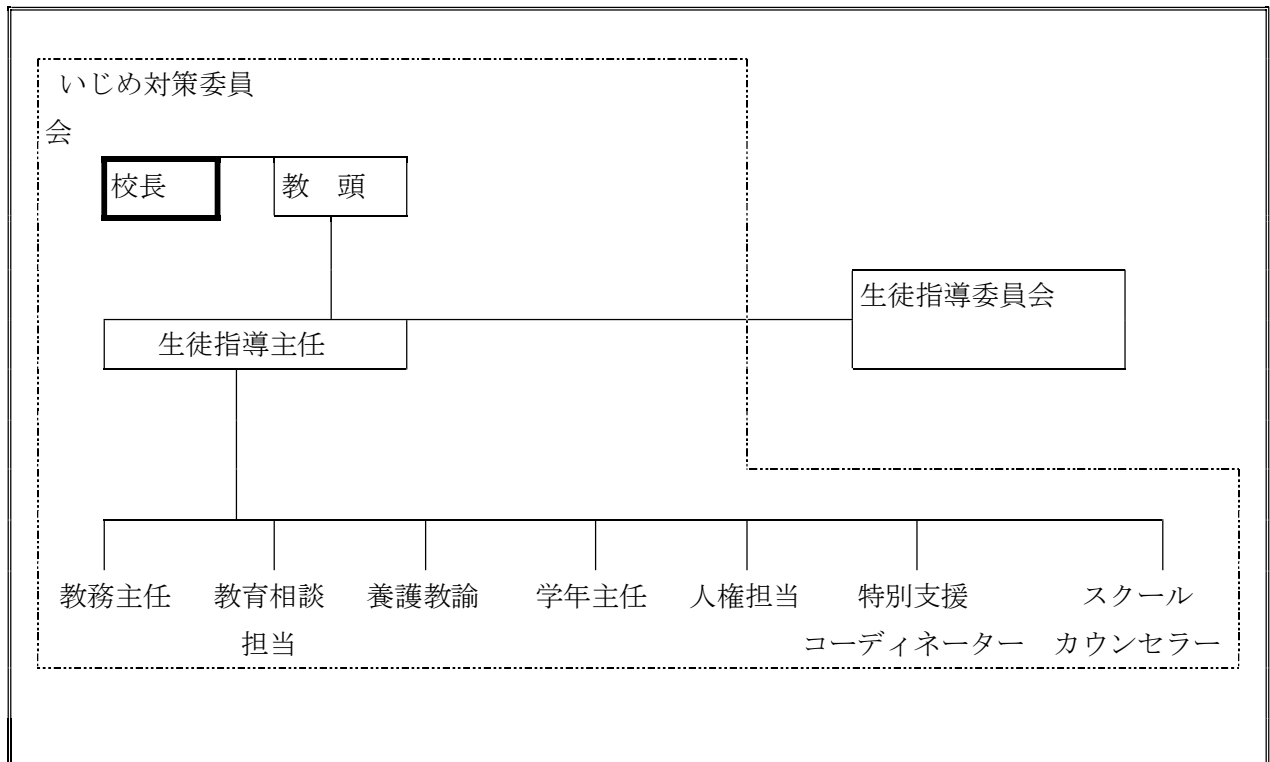 いじめ対策委員
会
校長
教　頭
生徒指導委員会
生徒指導主任
教務主任 教育相談 養護教諭 学年主任 人権担当 特別支援 スクール
担当 コーディネーター カウンセラー